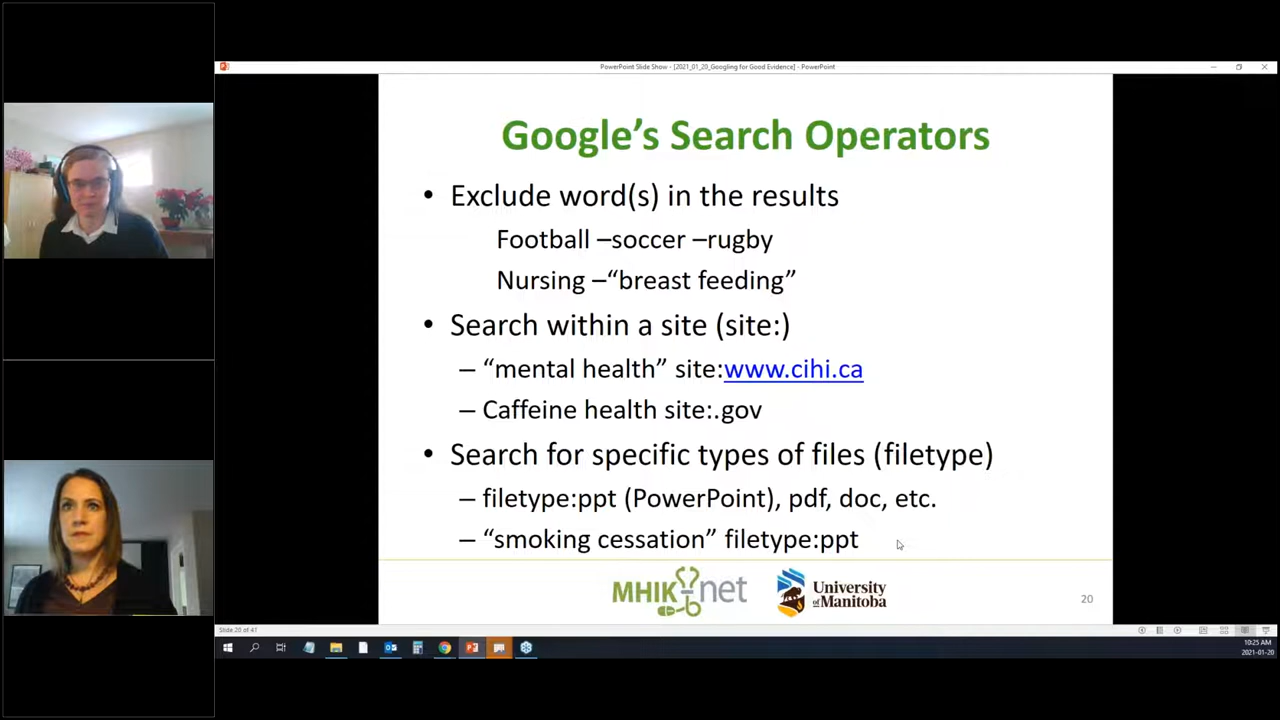 PowerPoint Slide Show - [2021_01_20_Googling for Good Evidence] - PowerPoint
Google's Search Operators
• Exclude word(s) in the results
Football –soccer –rugby
Nursing –“breast feeding”
• Search within a site (site:)
– “mental health” site:www.cihi.ca
– Caffeine health site:.gov
• Search for specific types of files (filetype)
– filetype:ppt (PowerPoint), pdf, doc, etc.
– “smoking cessation” filetype:ppt
MHIKnet
University
of Manitoba
20
Slide 20 of 41
10:25 AM
2021-01-20